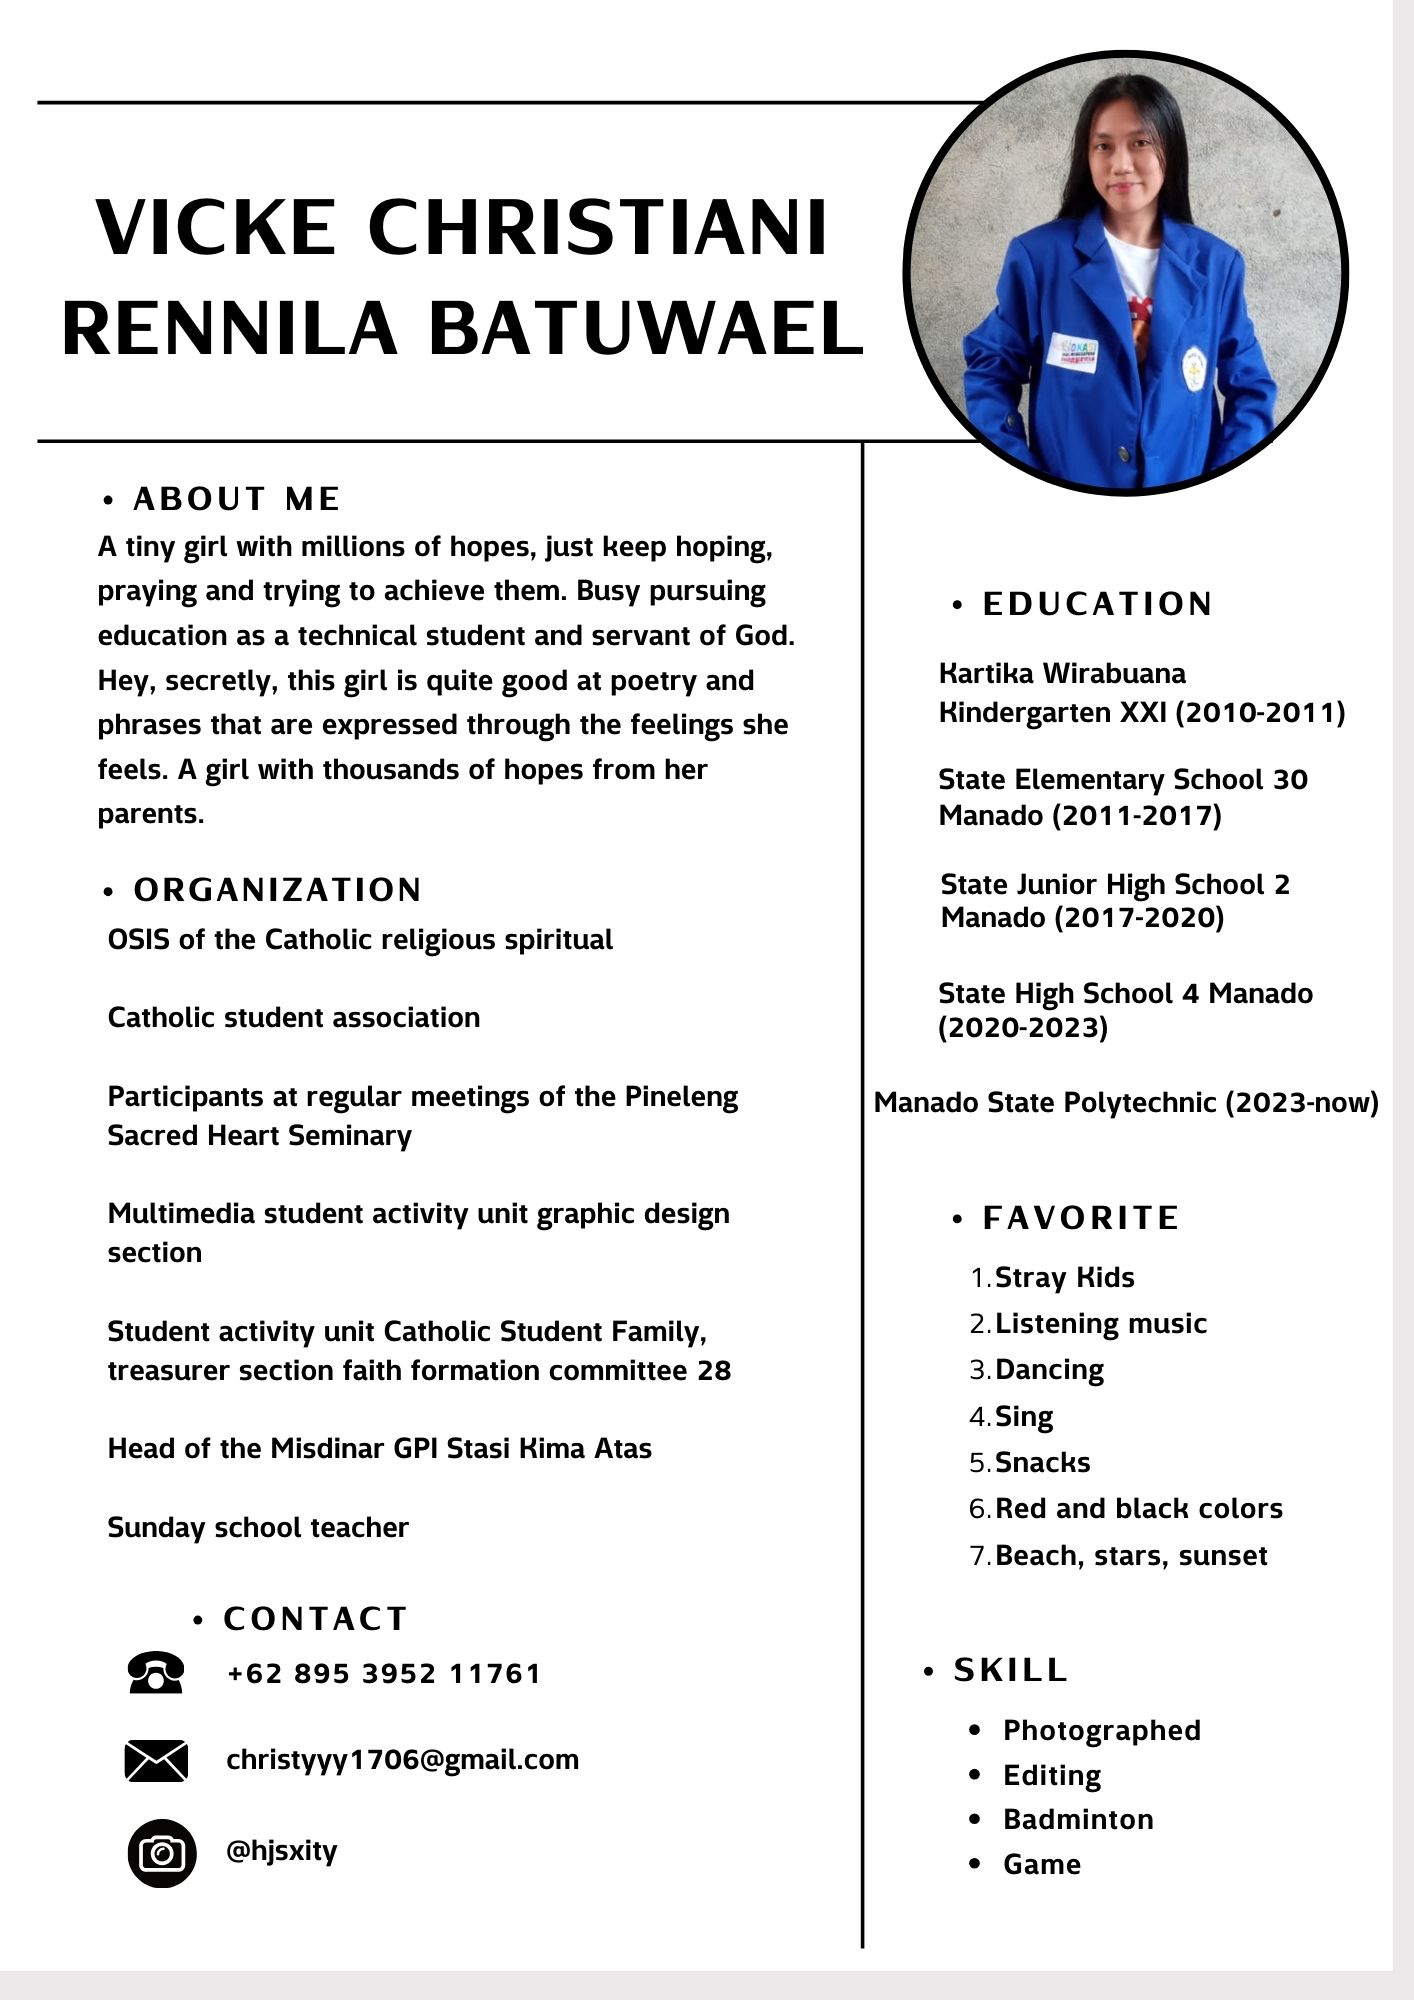 VICKE CHRISTIANI
RENNILA BATUWAEL
• ABOUT ME
A tiny girl with millions of hopes, just keep hoping,
praying and trying to achieve them. Busy pursuing
education as a technical student and servant of God.
Hey, secretly, this girl is quite good at poetry and
phrases that are expressed through the feelings she
feels. A girl with thousands of hopes from her
parents.
• ORGANIZATION
OSIS of the Catholic religious spiritual
Catholic student association
Participants at regular meetings of the Pineleng
Sacred Heart Seminary
Multimedia student activity unit graphic design
section
Student activity unit Catholic Student Family,
treasurer section faith formation committee 28
Head of the Misdinar GPI Stasi Kima Atas
Sunday school teacher
• CONTACT
+62 895 3952 11761
christyyy1706@gmail.com
@hjsxity
• EDUCATION
Kartika Wirabuana
Kindergarten XXI (2010-2011)
State Elementary School 30
Manado (2011-2017)
State Junior High School 2
Manado (2017-2020)
State High School 4 Manado
(2020-2023)
Manado State Polytechnic (2023-now)
• FAVORITE
1. Stray Kids
2. Listening music
3. Dancing
4. Sing
5. Snacks
6. Red and black colors
7. Beach, stars, sunset
• SKILL
• Photographed
• Editing
• Badminton
• Game